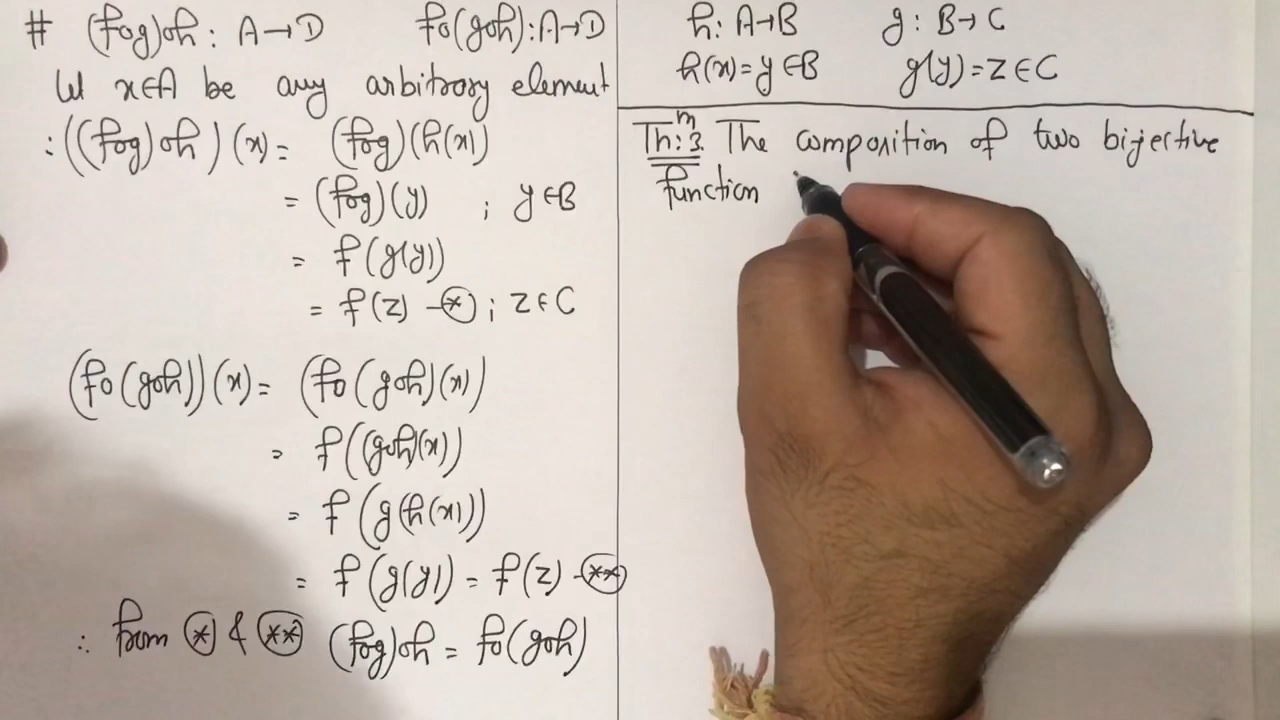 # (fog)oh : A→D fo(goh) : A→D
Let x∈A be any arbitrary element
∴ ((fog)oh)(x) = (fog)(h(x))
= (fog)(y) ; y∈B
= f(g(y))
= f(z) -⊛ ; z∈C
(fo(goh))(x) = (fo(goh)(x)
= f((goh)(x))
= f(g(h(x)))
= f(g(y)) = f(z) -(**)
∴ from (*) & (**) (fog)oh = fo(goh)
h : A→B g : B→C
h(x)=y∈B g(y)=z∈C
Thm:3. The composition of two bijective
function